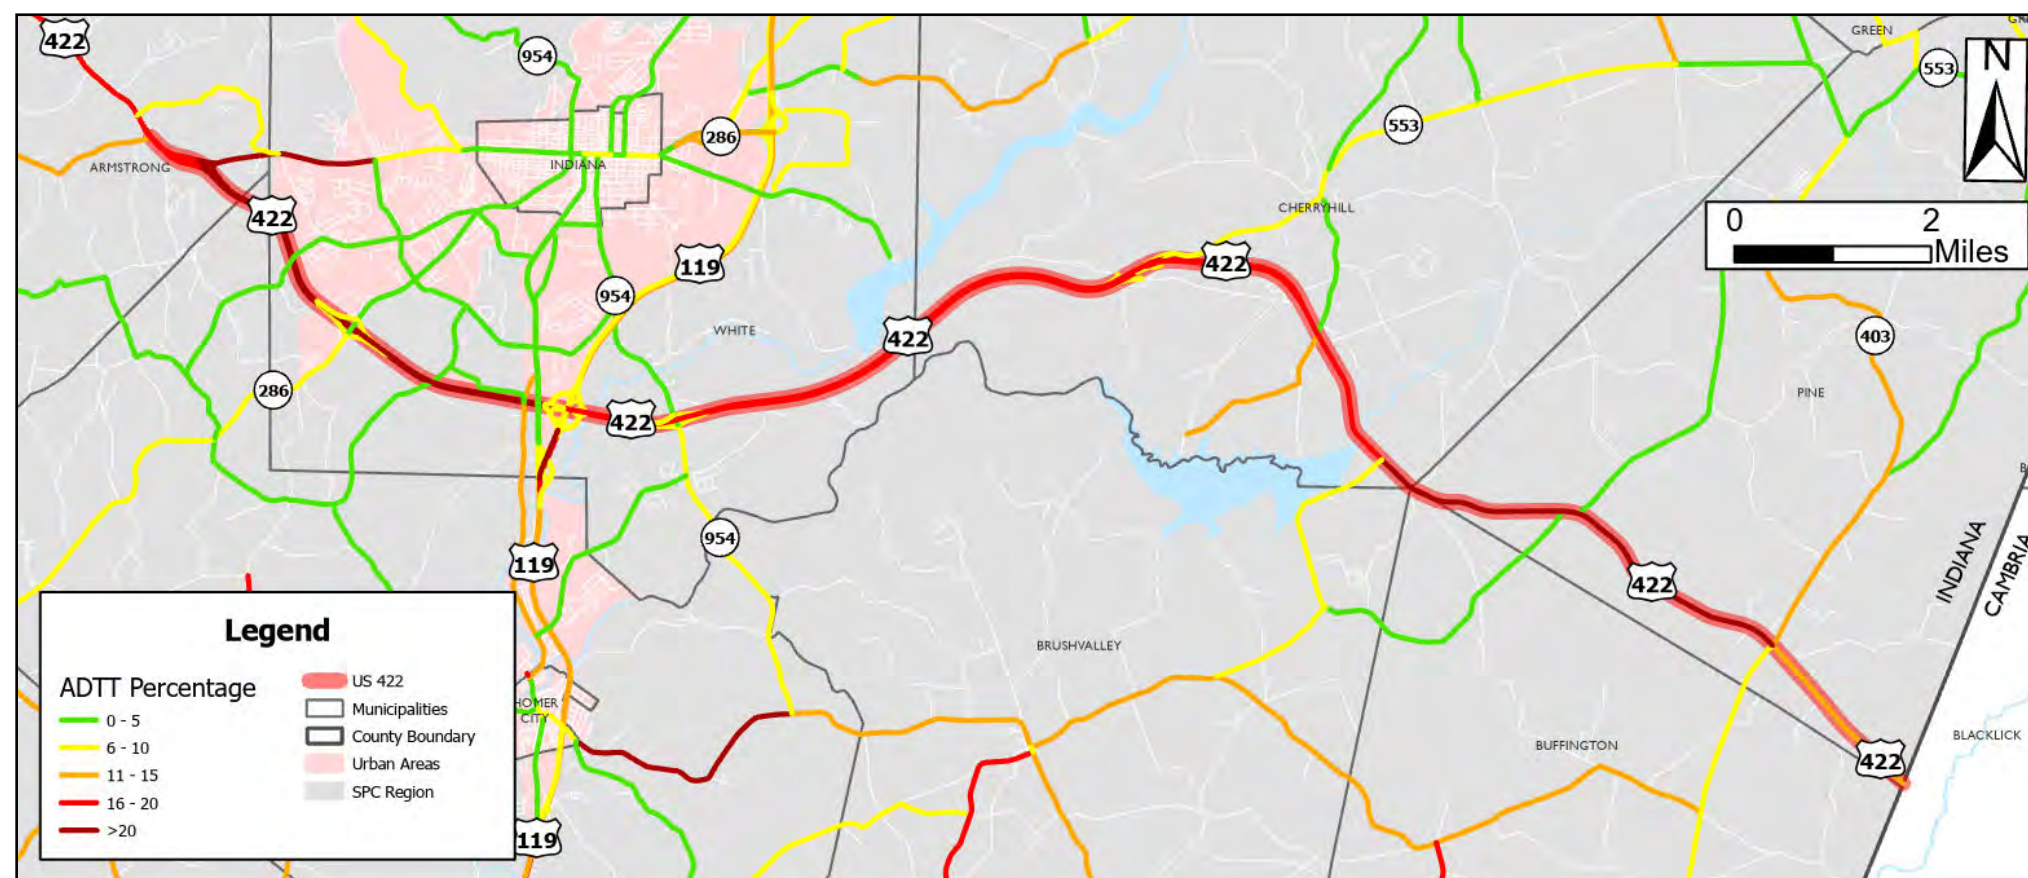 422
954
GREEN
553
N
286
553
ARMSTRONG
INDIANA
0 2
Miles
422
CHERRYHILL
119
422
954
WHITE
422
403
286
422
PINE
954
119
422
INDIANA
CAMBRIA
BRUSHVALLEY
HOMER
CITY
BUFFINGTON
BLACKLICK
422
119
Legend
ADTT Percentage
0 - 5
6 - 10
11 - 15
16 - 20
>20
US 422
Municipalities
County Boundary
Urban Areas
SPC Region